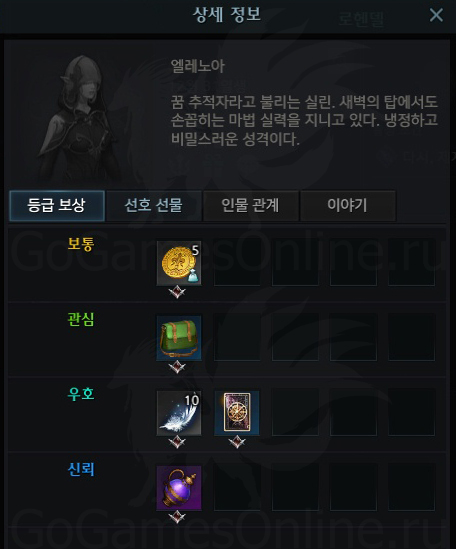 상세 정보
로헨델
엘레노아
꿈 추적자라고 불리는 실린. 새벽의 탑에서도
손꼽히는 마법 실력을 지니고 있다. 냉정하고
비밀스러운 성격이다.
등급 보상
선호 선물
인물 관계
이야기
보통
5
GoGamesOnline.ru
관심
우호
10
신뢰
GoGamesOnline.ru